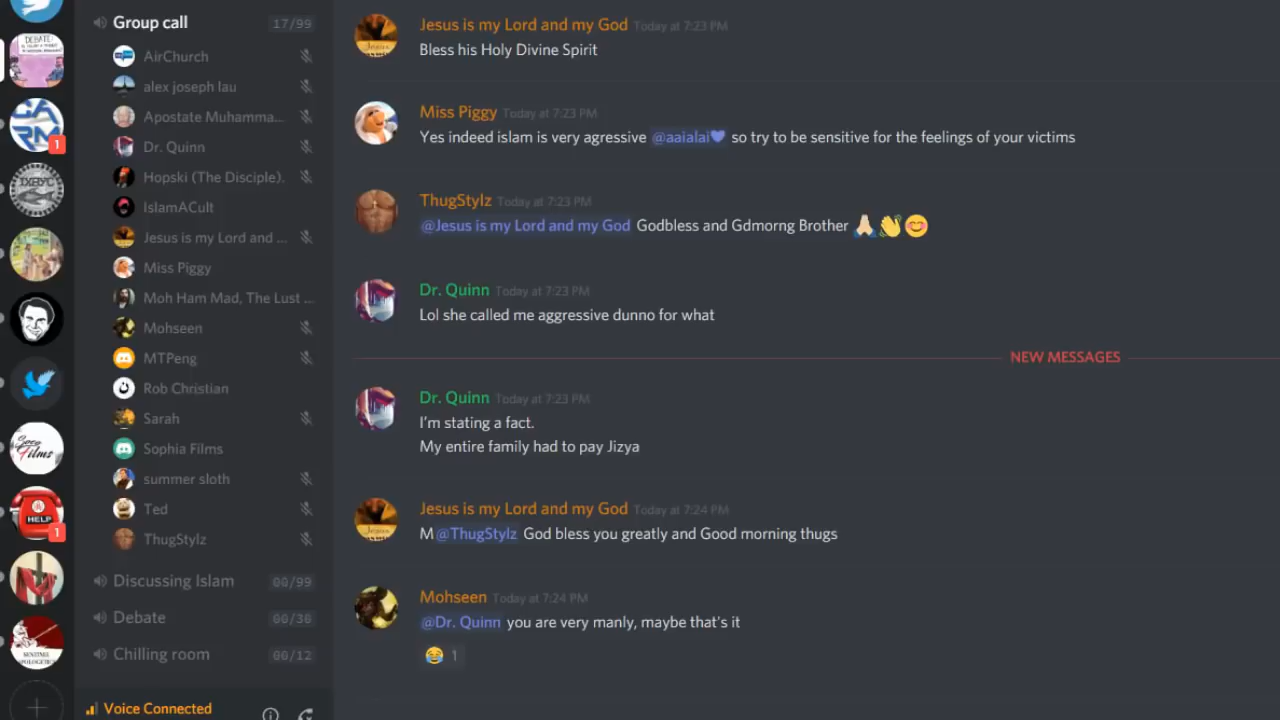 Group call 17/99
AirChurch
alex joseph lau
Apostate Muhamma...
Dr. Quinn
Hopski (The Disciple).
IslamACult
Jesus is my Lord and ...
Miss Piggy
Moh Ham Mad, The Lust ...
Mohseen
MTPeng
Rob Christian
Sarah
Sophia Films
summer sloth
Ted
ThugStylz
Discussing Islam 00/99
Debate 00/30
Chilling room 00/12
Voice Connected
DEBATE:
CARM
1
IXΘYC
Films
HELP
1
Jesus is my Lord and my God Today at 7:23 PM
Bless his Holy Divine Spirit
Miss Piggy Today at 7:23 PM
Yes indeed islam is very agressive @aaialai💙 so try to be sensitive for the feelings of your victims
ThugStylz Today at 7:23 PM
@Jesus is my Lord and my God Godbless and Gdmorng Brother 🙏🏻👋😊
Dr. Quinn Today at 7:23 PM
Lol she called me aggressive dunno for what
NEW MESSAGES
Dr. Quinn Today at 7:23 PM
I'm stating a fact.
My entire family had to pay Jizya
Jesus is my Lord and my God Today at 7:24 PM
M@ThugStylz God bless you greatly and Good morning thugs
Mohseen Today at 7:24 PM
@Dr. Quinn you are very manly, maybe that's it
😂 1